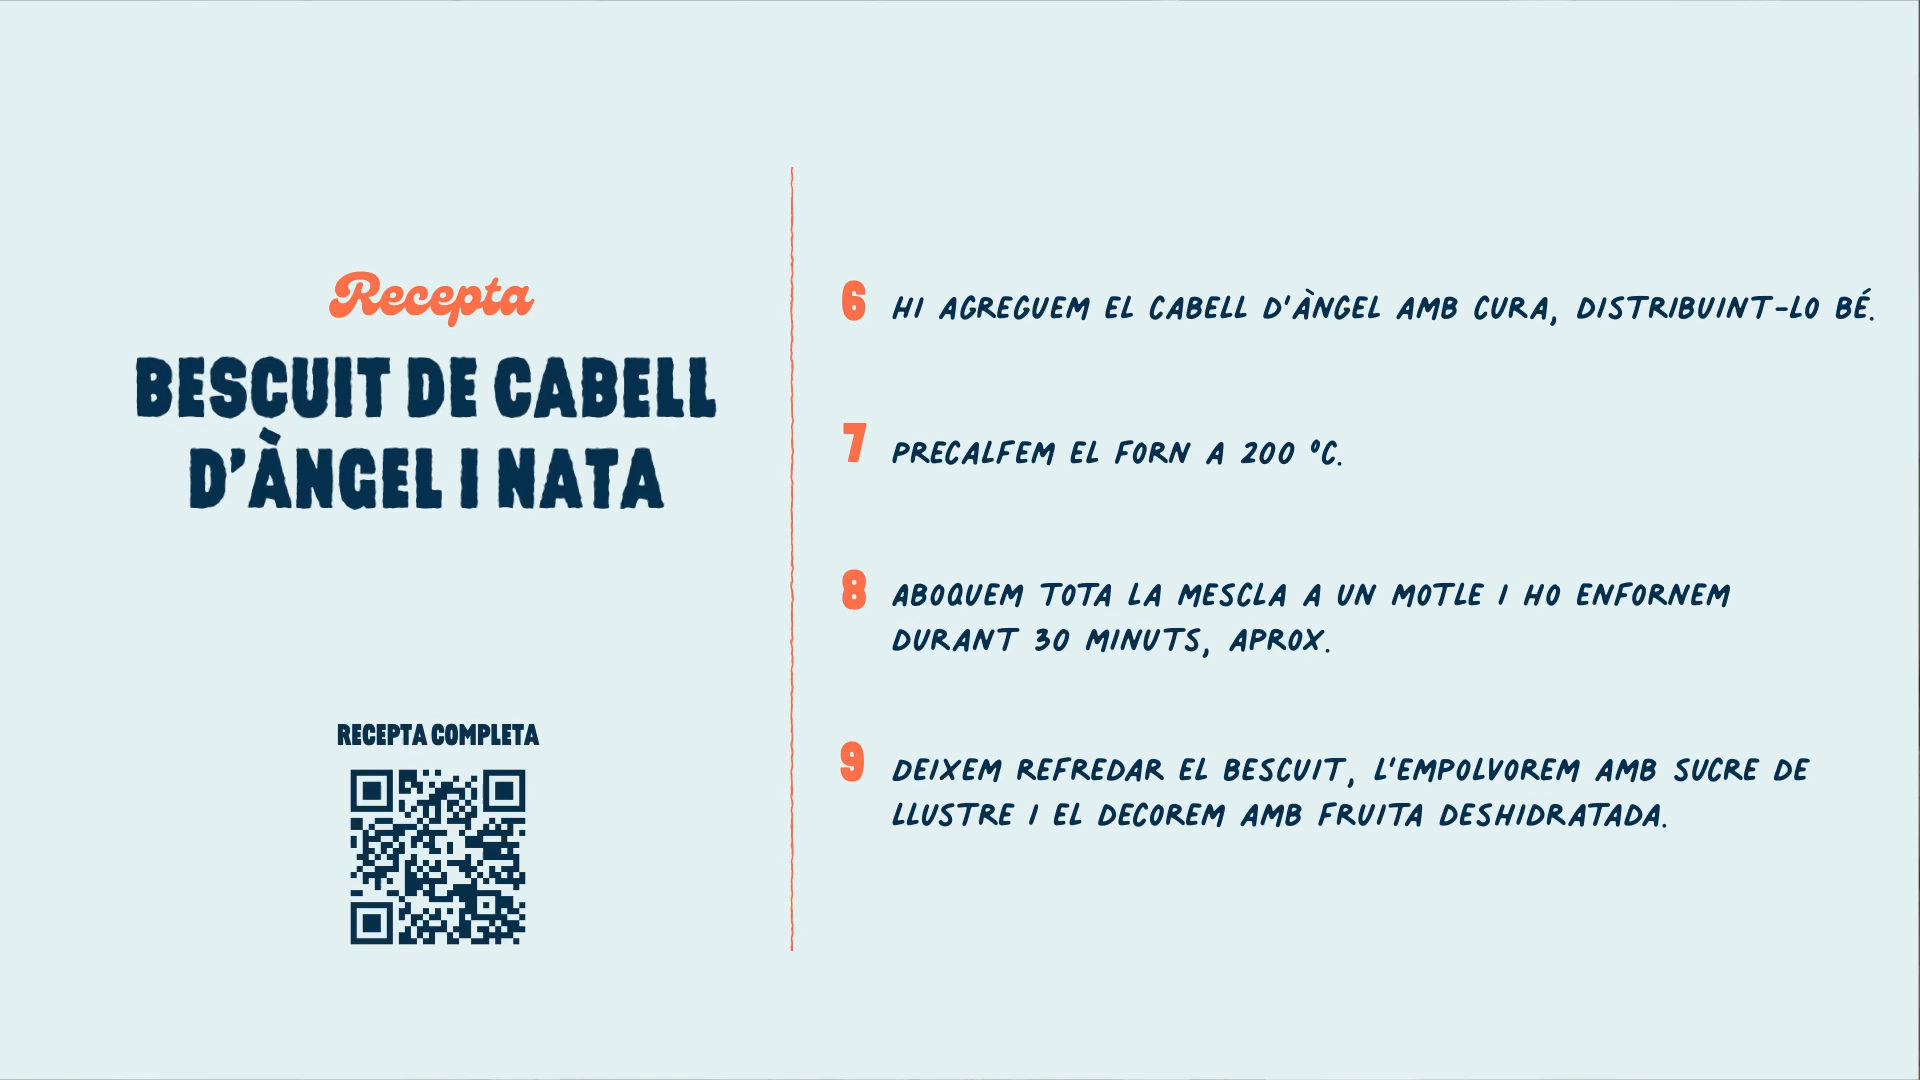 Recepta
BESCUIT DE CABELL
D'ÀNGEL I NATA
RECEPTA COMPLETA
6 HI AGREGUEM EL CABELL D'ÀNGEL AMB CURA, DISTRIBUINT-LO BÉ.
7 PRECALFEM EL FORN A 200 ºC.
8 ABOQUEM TOTA LA MESCLA A UN MOTLE I HO ENFORNEM
DURANT 30 MINUTS, APROX.
9 DEIXEM REFREDAR EL BESCUIT, L'EMPOLVOREM AMB SUCRE DE
LLUSTRE I EL DECOREM AMB FRUITA DESHIDRATADA.